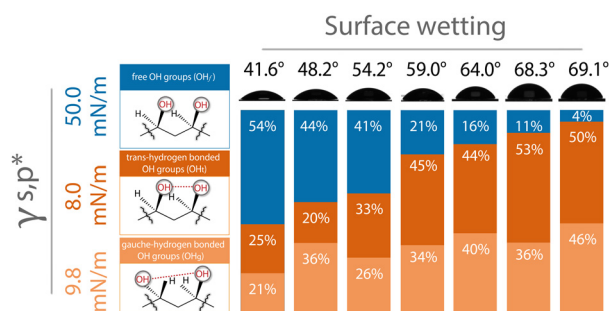 Surface wetting
41.6° 48.2° 54.2° 59.0° 64.0° 68.3° 69.1°
γ s,p*
50.0 mN/m
free OH groups (OHf)
H OH H OH
54% 44% 41% 21% 16% 11% 4%
8.0 mN/m
trans-hydrogen bonded
OH groups (OHt)
H OH H OH
25% 20% 33% 45% 44% 53% 50%
9.8 mN/m
gauche-hydrogen bonded
OH groups (OHg)
OH H H OH
21% 36% 26% 34% 40% 36% 46%